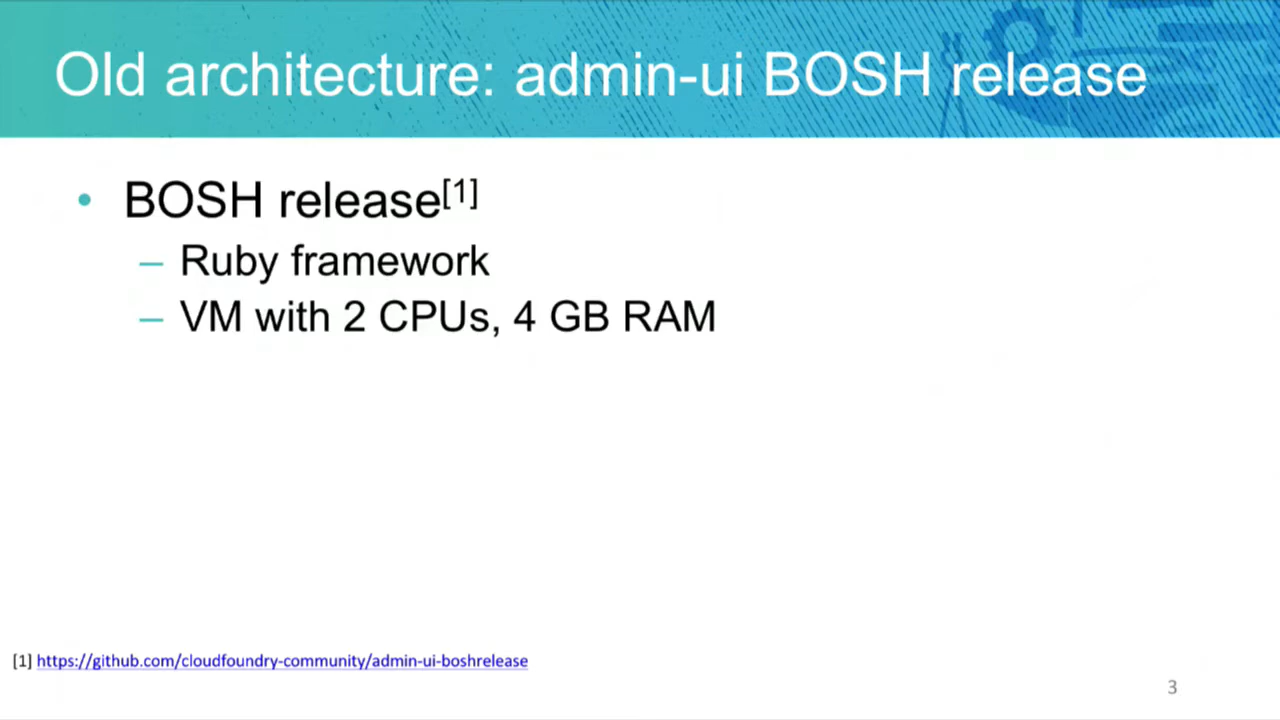 Old architecture: admin-ui BOSH release
• BOSH release[1]
– Ruby framework
– VM with 2 CPUs, 4 GB RAM
[1] https://github.com/cloudfoundry-community/admin-ui-boshrelease
3